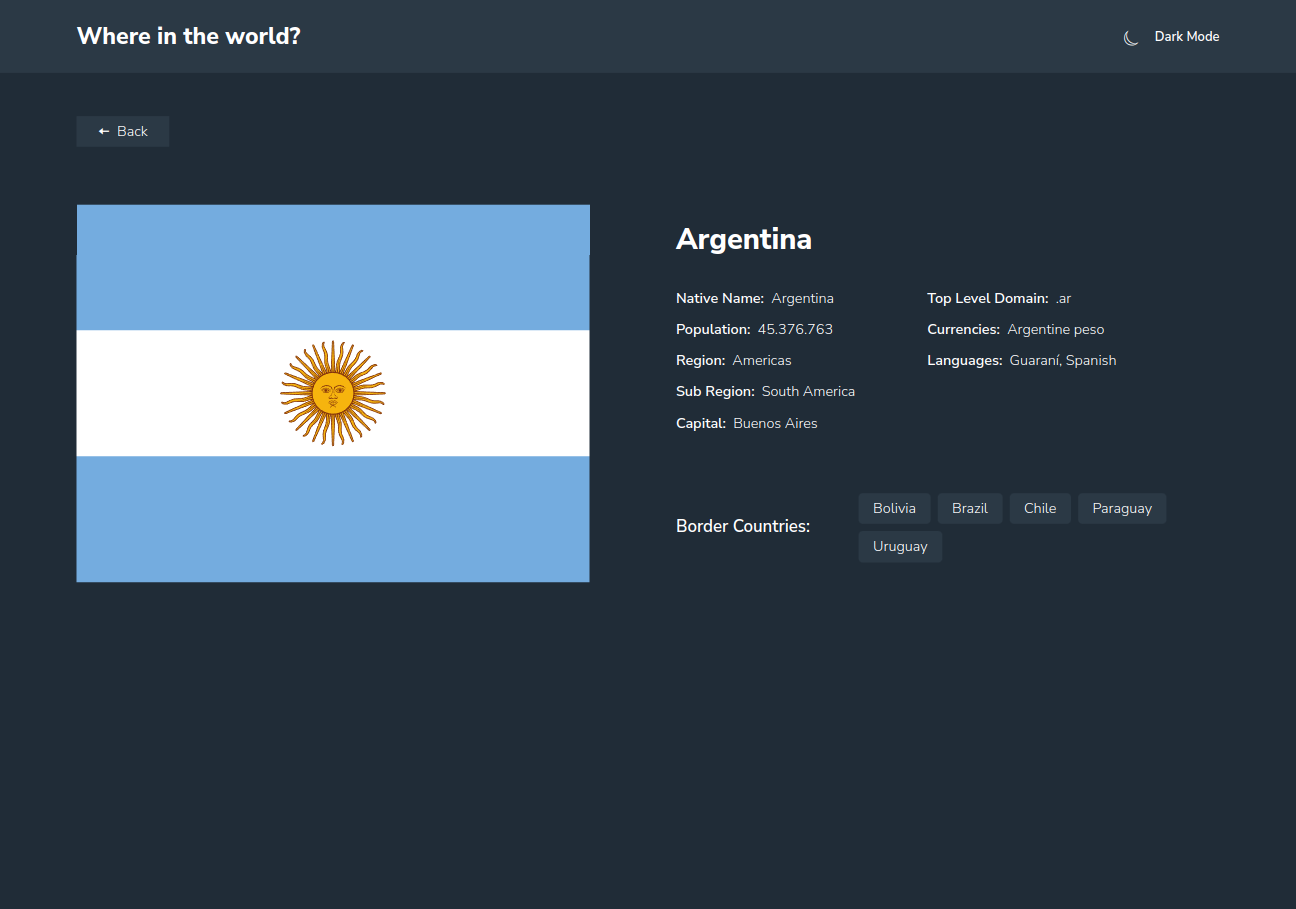 Where in the world?
Dark Mode
Back
Argentina
Native Name: Argentina
Population: 45.376.763
Region: Americas
Sub Region: South America
Capital: Buenos Aires
Top Level Domain: .ar
Currencies: Argentine peso
Languages: Guaraní, Spanish
Border Countries:
Bolivia Brazil Chile Paraguay
Uruguay